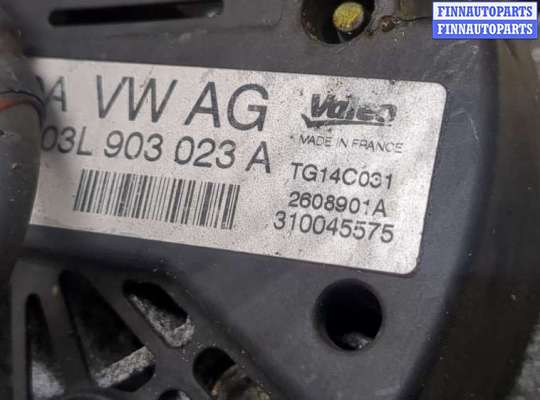 FINNAUTOPARTS
FINNAUTOPARTS
A VW AG
03L 903 023 A
Valeo
MADE IN FRANCE
TG14C031
2608901A
310045575